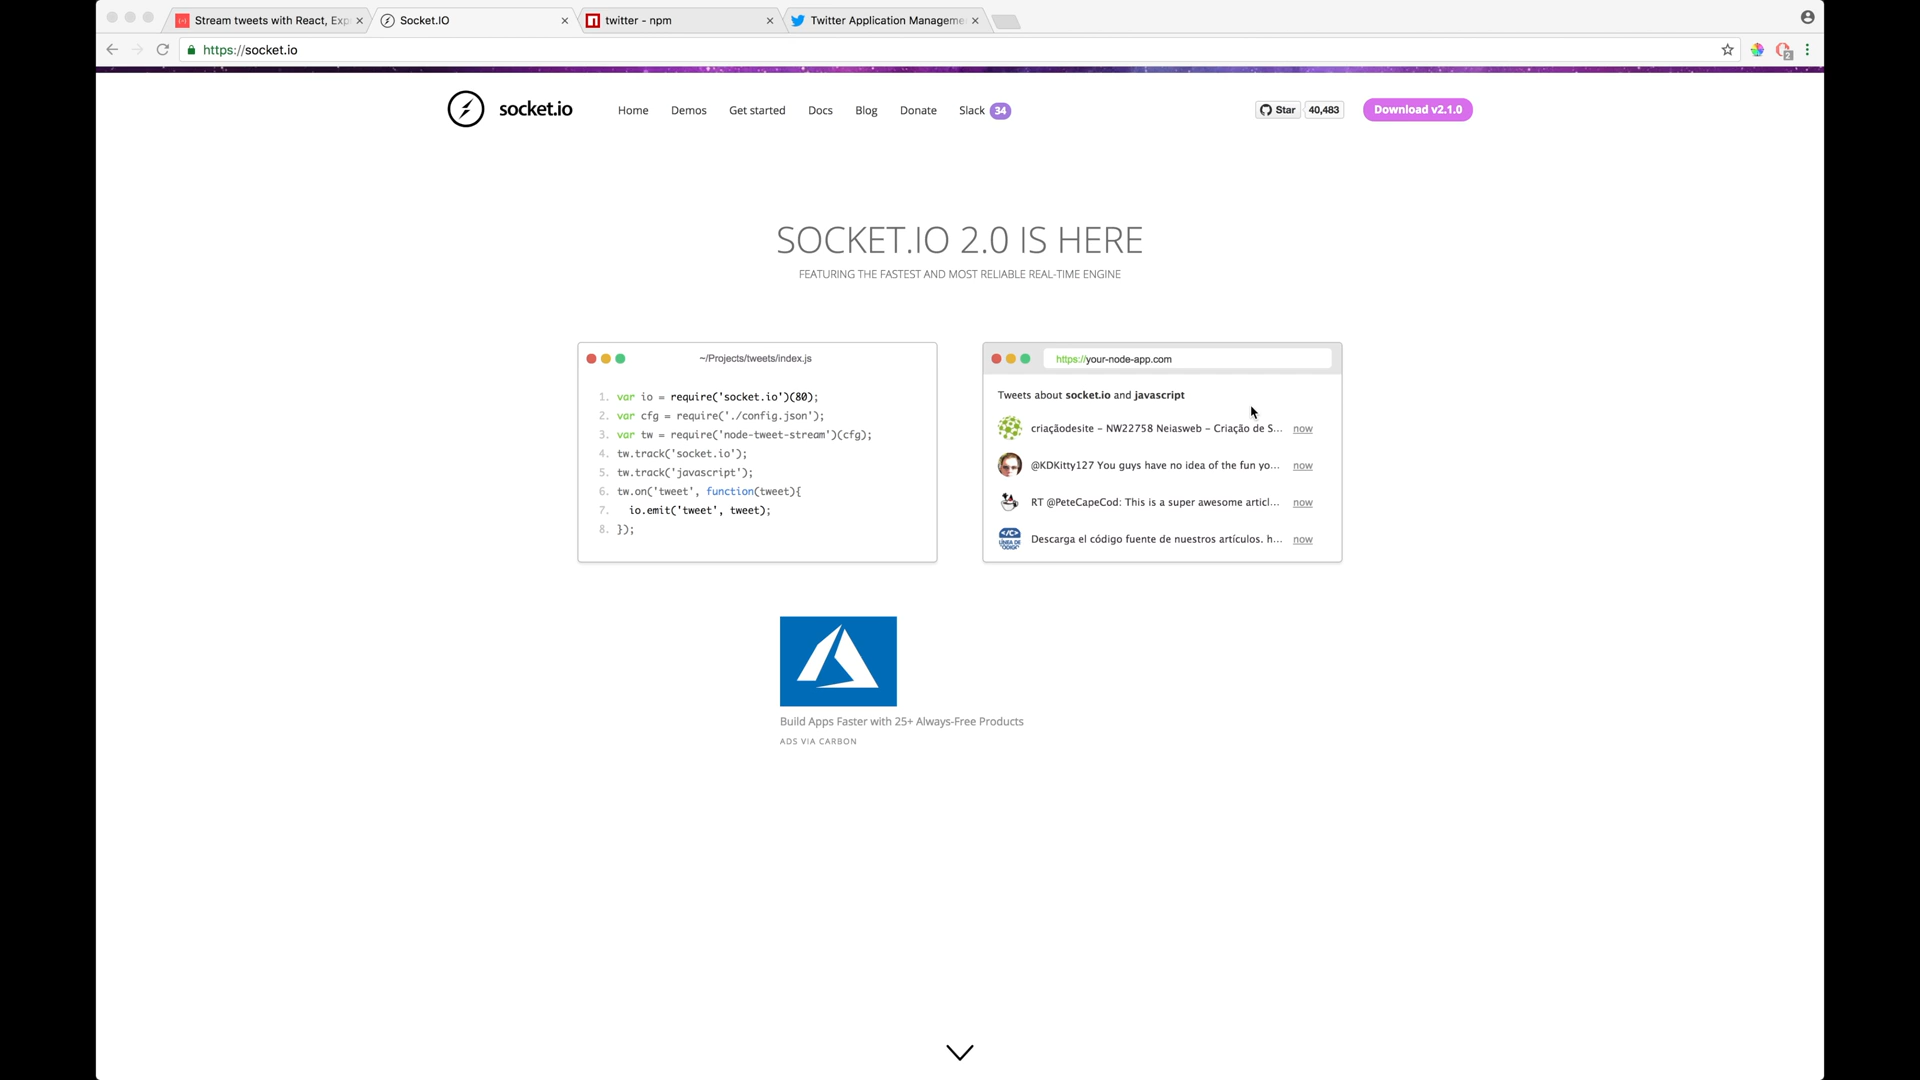 Stream tweets with React, Exp
Socket.IO
twitter - npm
Twitter Application Manageme
https://socket.io
2
socket.io
Home
Demos
Get started
Docs
Blog
Donate
Slack 34
Star 40,483
Download v2.1.0
SOCKET.IO 2.0 IS HERE
FEATURING THE FASTEST AND MOST RELIABLE REAL-TIME ENGINE
~/Projects/tweets/index.js
1. var io = require('socket.io')(80);
2. var cfg = require('./config.json');
3. var tw = require('node-tweet-stream')(cfg);
4. tw.track('socket.io');
5. tw.track('javascript');
6. tw.on('tweet', function(tweet){
7. io.emit('tweet', tweet);
8. });
https://your-node-app.com
Tweets about socket.io and javascript
criaçãodesite – NW22758 Neiasweb – Criação de S... now
@KDKitty127 You guys have no idea of the fun yo... now
RT @PeteCapeCod: This is a super awesome articl... now
Descarga el código fuente de nuestros artículos. h... now
Build Apps Faster with 25+ Always-Free Products
ADS VIA CARBON